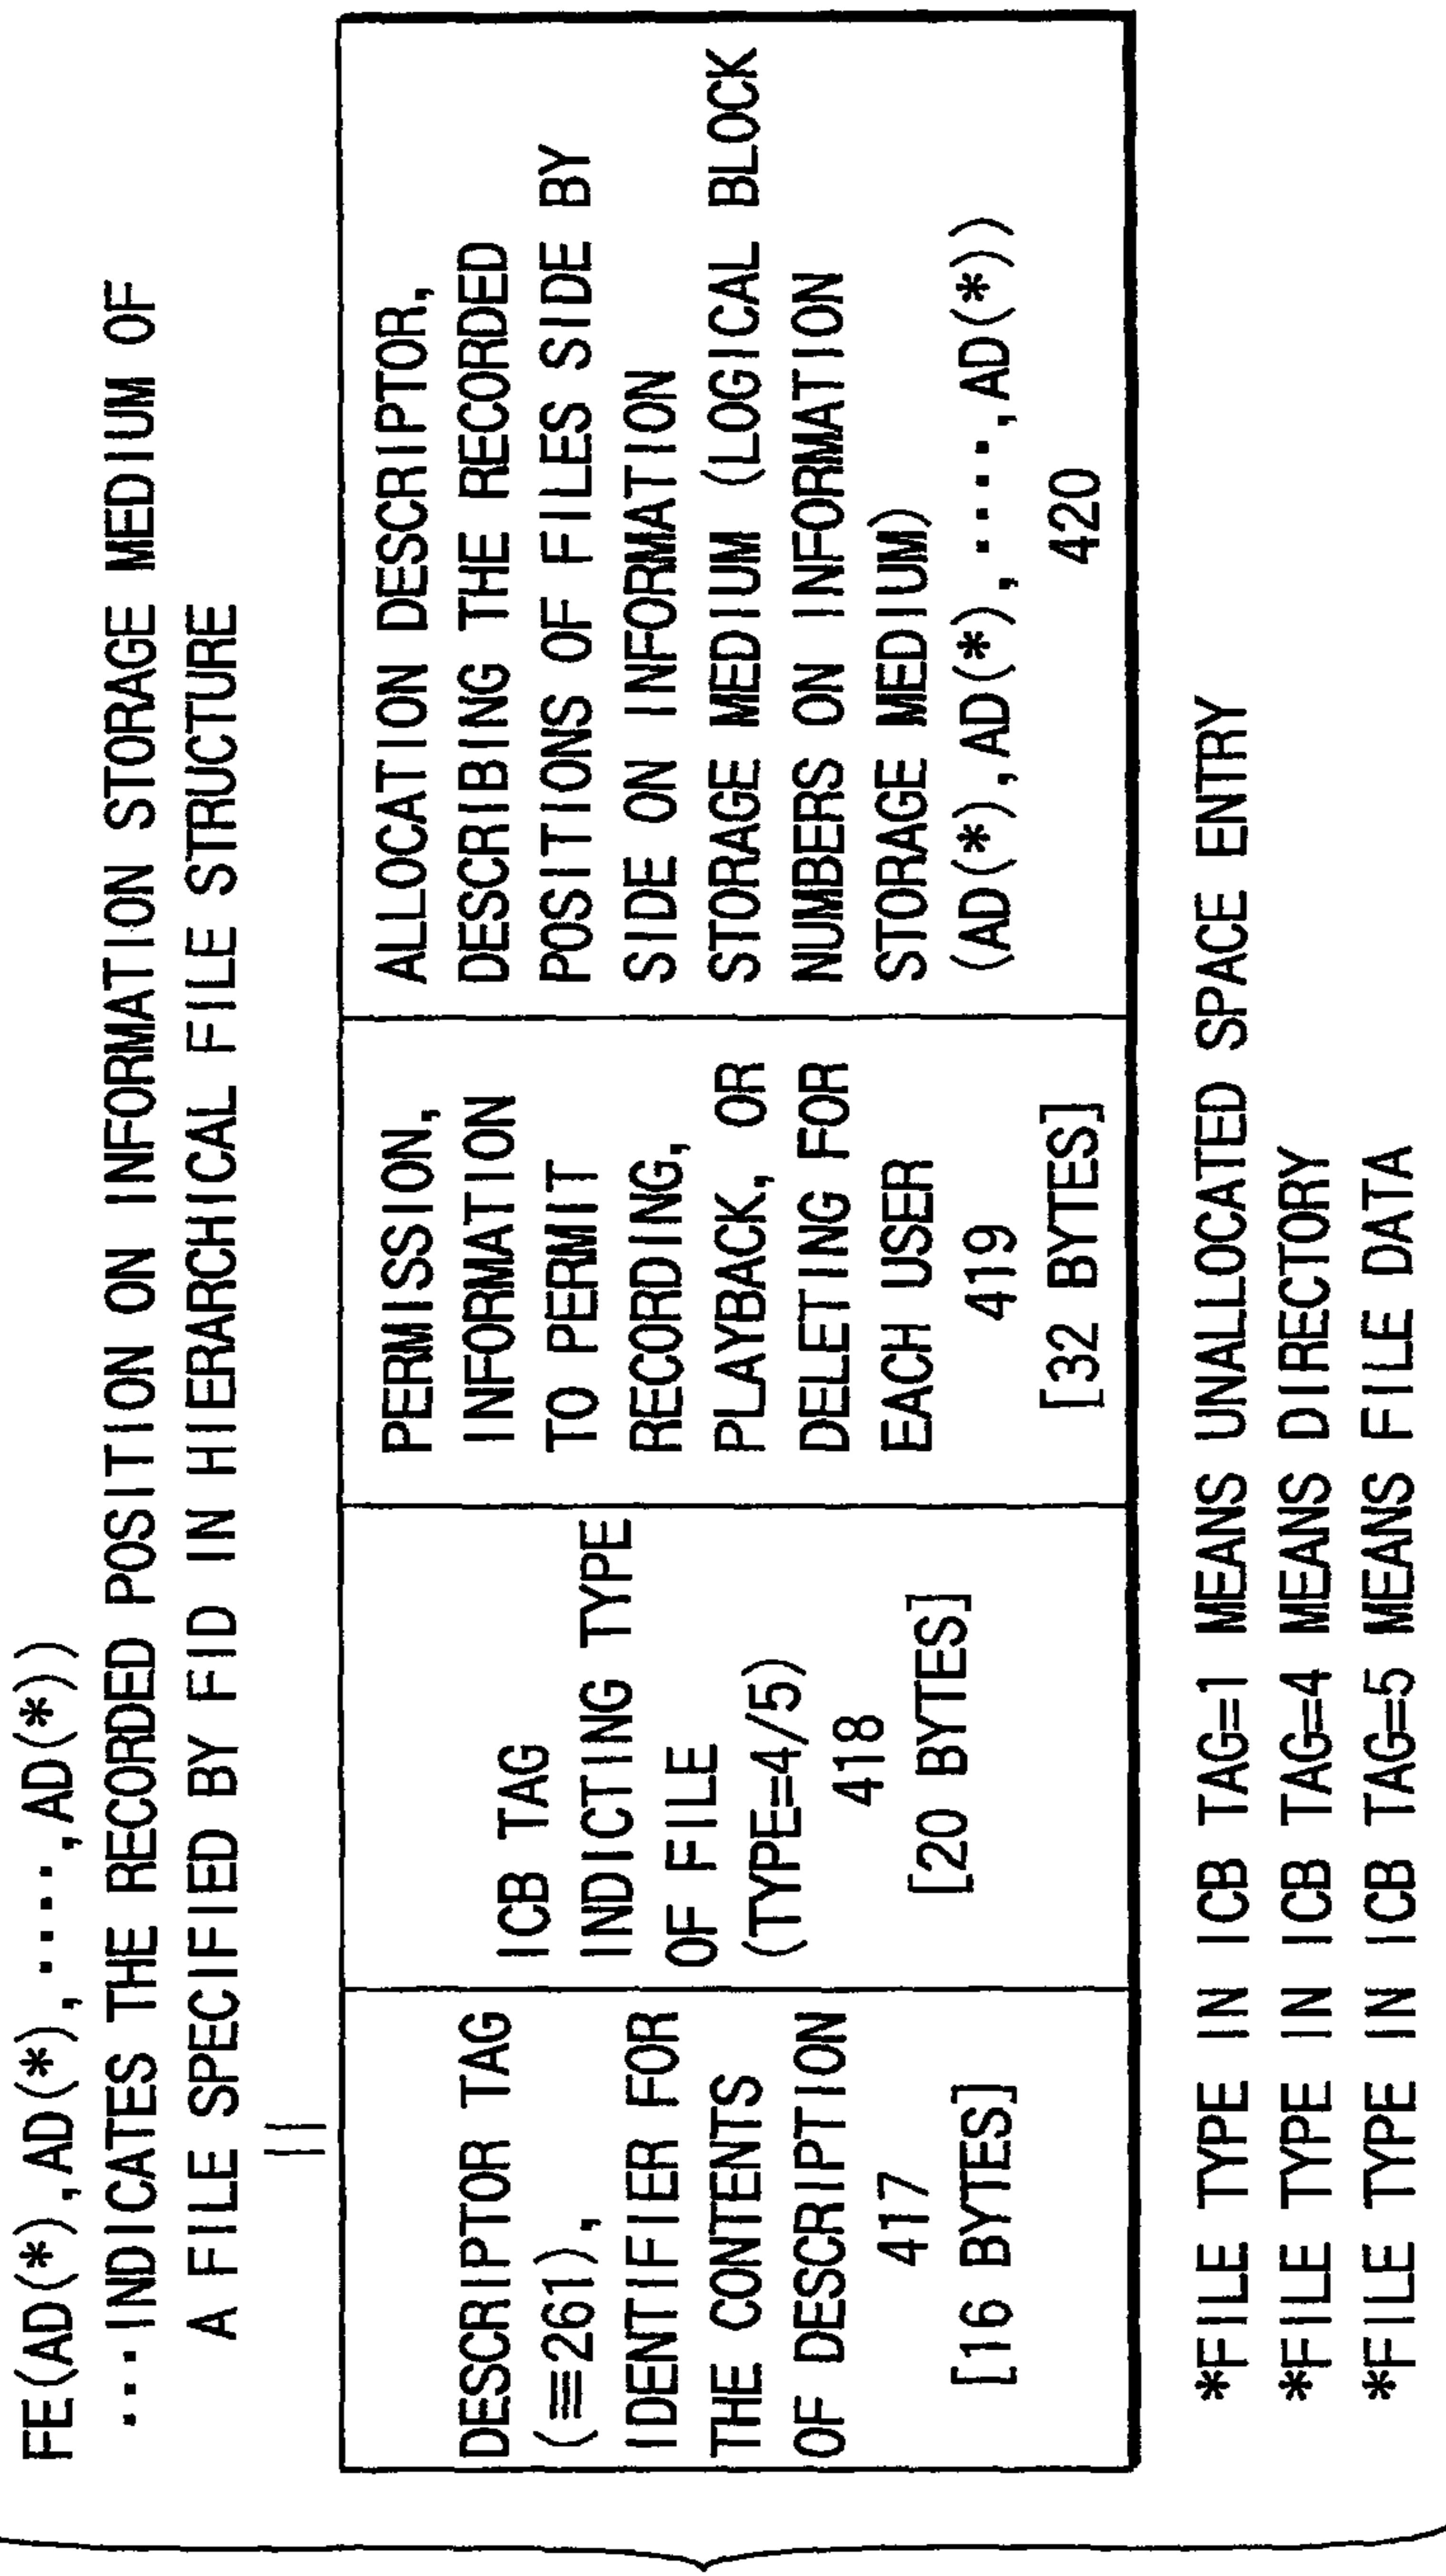 FE(AD(*),AD(*),····,AD(*))
···INDICATES THE RECORDED POSITION ON INFORMATION STORAGE MEDIUM OF
A FILE SPECIFIED BY FID IN HIERARCHICAL FILE STRUCTURE
||
DESCRIPTOR TAG
(≡261),
IDENTIFIER FOR
THE CONTENTS
OF DESCRIPTION
417
[16 BYTES]
ICB TAG
INDICTING TYPE
OF FILE
(TYPE=4/5)
418
[20 BYTES]
PERMISSION,
INFORMATION
TO PERMIT
RECORDING,
PLAYBACK, OR
DELETING FOR
EACH USER
419
[32 BYTES]
ALLOCATION DESCRIPTOR,
DESCRIBING THE RECORDED
POSITIONS OF FILES SIDE BY
SIDE ON INFORMATION
STORAGE MEDIUM (LOGICAL BLOCK
NUMBERS ON INFORMATION
STORAGE MEDIUM)
(AD(*),AD(*),····,AD(*))
420
*FILE TYPE IN ICB TAG=1 MEANS UNALLOCATED SPACE ENTRY
*FILE TYPE IN ICB TAG=4 MEANS DIRECTORY
*FILE TYPE IN ICB TAG=5 MEANS FILE DATA